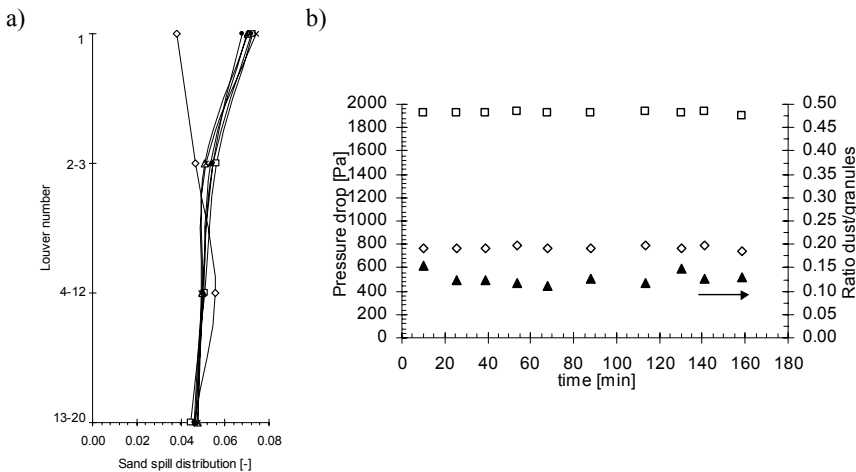 a)
1
2-3
4-12
13-20
Louver number
0.00 0.02 0.04 0.06 0.08
Sand spill distribution [-]
b)
2000
1800
1600
1400
1200
1000
800
600
400
200
0
Pressure drop [Pa]
0.50
0.45
0.40
0.35
0.30
0.25
0.20
0.15
0.10
0.05
0.00
Ratio dust/granules
0 20 40 60 80 100 120 140 160 180
time [min]